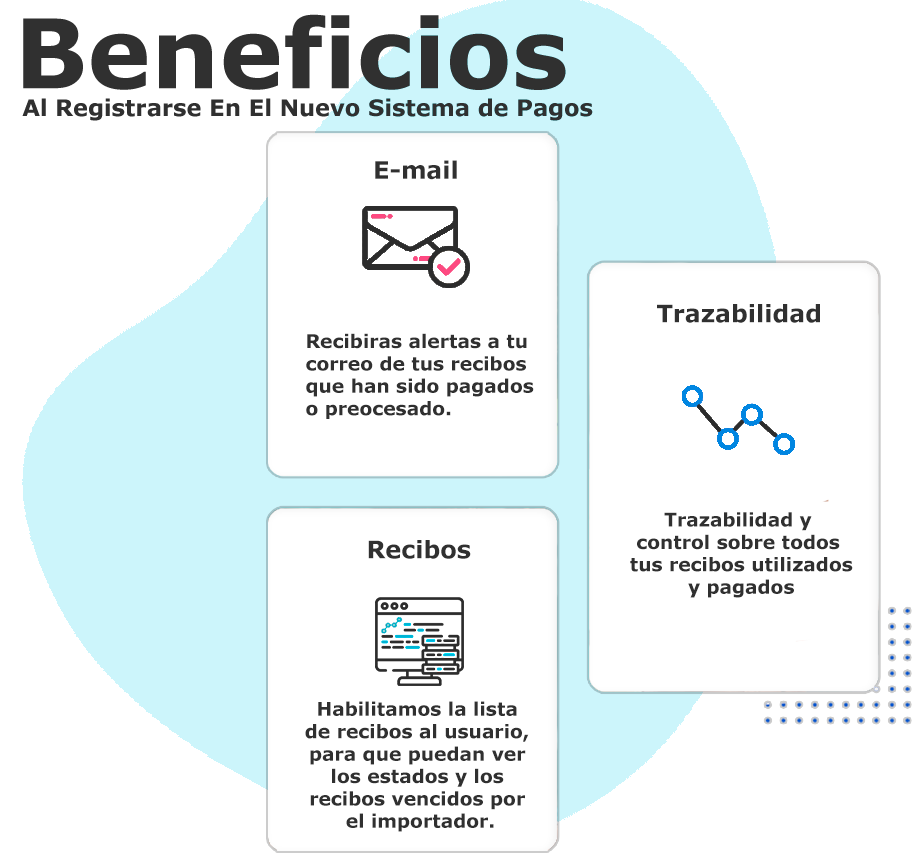 Beneficios
Al Registrarse En El Nuevo Sistema de Pagos
E-mail
Recibiras alertas a tu
correo de tus recibos
que han sido pagados
o preocesado.
Trazabilidad
Trazabilidad y
control sobre todos
tus recibos utilizados
y pagados
Recibos
Habilitamos la lista
de recibos al usuario,
para que puedan ver
los estados y los
recibos vencidos por
el importador.